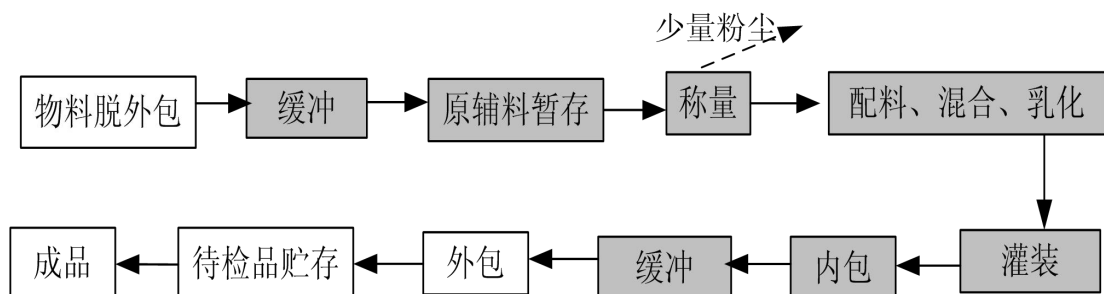 少量粉尘
物料脱外包
缓冲
原辅料暂存
称量
配料、混合、乳化
灌装
内包
缓冲
外包
待检品贮存
成品